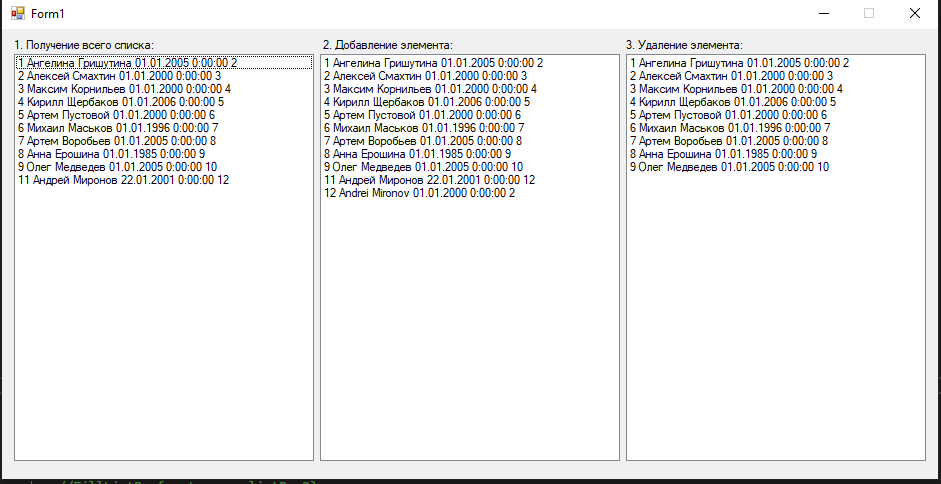 Form1
1. Получение всего списка:
1 Ангелина Гришутина 01.01.2005 0:00:00 2
2 Алексей Смахтин 01.01.2000 0:00:00 3
3 Максим Корнильев 01.01.2000 0:00:00 4
4 Кирилл Щербаков 01.01.2006 0:00:00 5
5 Артем Пустовой 01.01.2000 0:00:00 6
6 Михаил Маськов 01.01.1996 0:00:00 7
7 Артем Воробьев 01.01.2005 0:00:00 8
8 Анна Ерошина 01.01.1985 0:00:00 9
9 Олег Медведев 01.01.2005 0:00:00 10
11 Андрей Миронов 22.01.2001 0:00:00 12
2. Добавление элемента:
1 Ангелина Гришутина 01.01.2005 0:00:00 2
2 Алексей Смахтин 01.01.2000 0:00:00 3
3 Максим Корнильев 01.01.2000 0:00:00 4
4 Кирилл Щербаков 01.01.2006 0:00:00 5
5 Артем Пустовой 01.01.2000 0:00:00 6
6 Михаил Маськов 01.01.1996 0:00:00 7
7 Артем Воробьев 01.01.2005 0:00:00 8
8 Анна Ерошина 01.01.1985 0:00:00 9
9 Олег Медведев 01.01.2005 0:00:00 10
11 Андрей Миронов 22.01.2001 0:00:00 12
12 Andrei Mironov 01.01.2000 0:00:00 2
3. Удаление элемента:
1 Ангелина Гришутина 01.01.2005 0:00:00 2
2 Алексей Смахтин 01.01.2000 0:00:00 3
3 Максим Корнильев 01.01.2000 0:00:00 4
4 Кирилл Щербаков 01.01.2006 0:00:00 5
5 Артем Пустовой 01.01.2000 0:00:00 6
6 Михаил Маськов 01.01.1996 0:00:00 7
7 Артем Воробьев 01.01.2005 0:00:00 8
8 Анна Ерошина 01.01.1985 0:00:00 9
9 Олег Медведев 01.01.2005 0:00:00 10